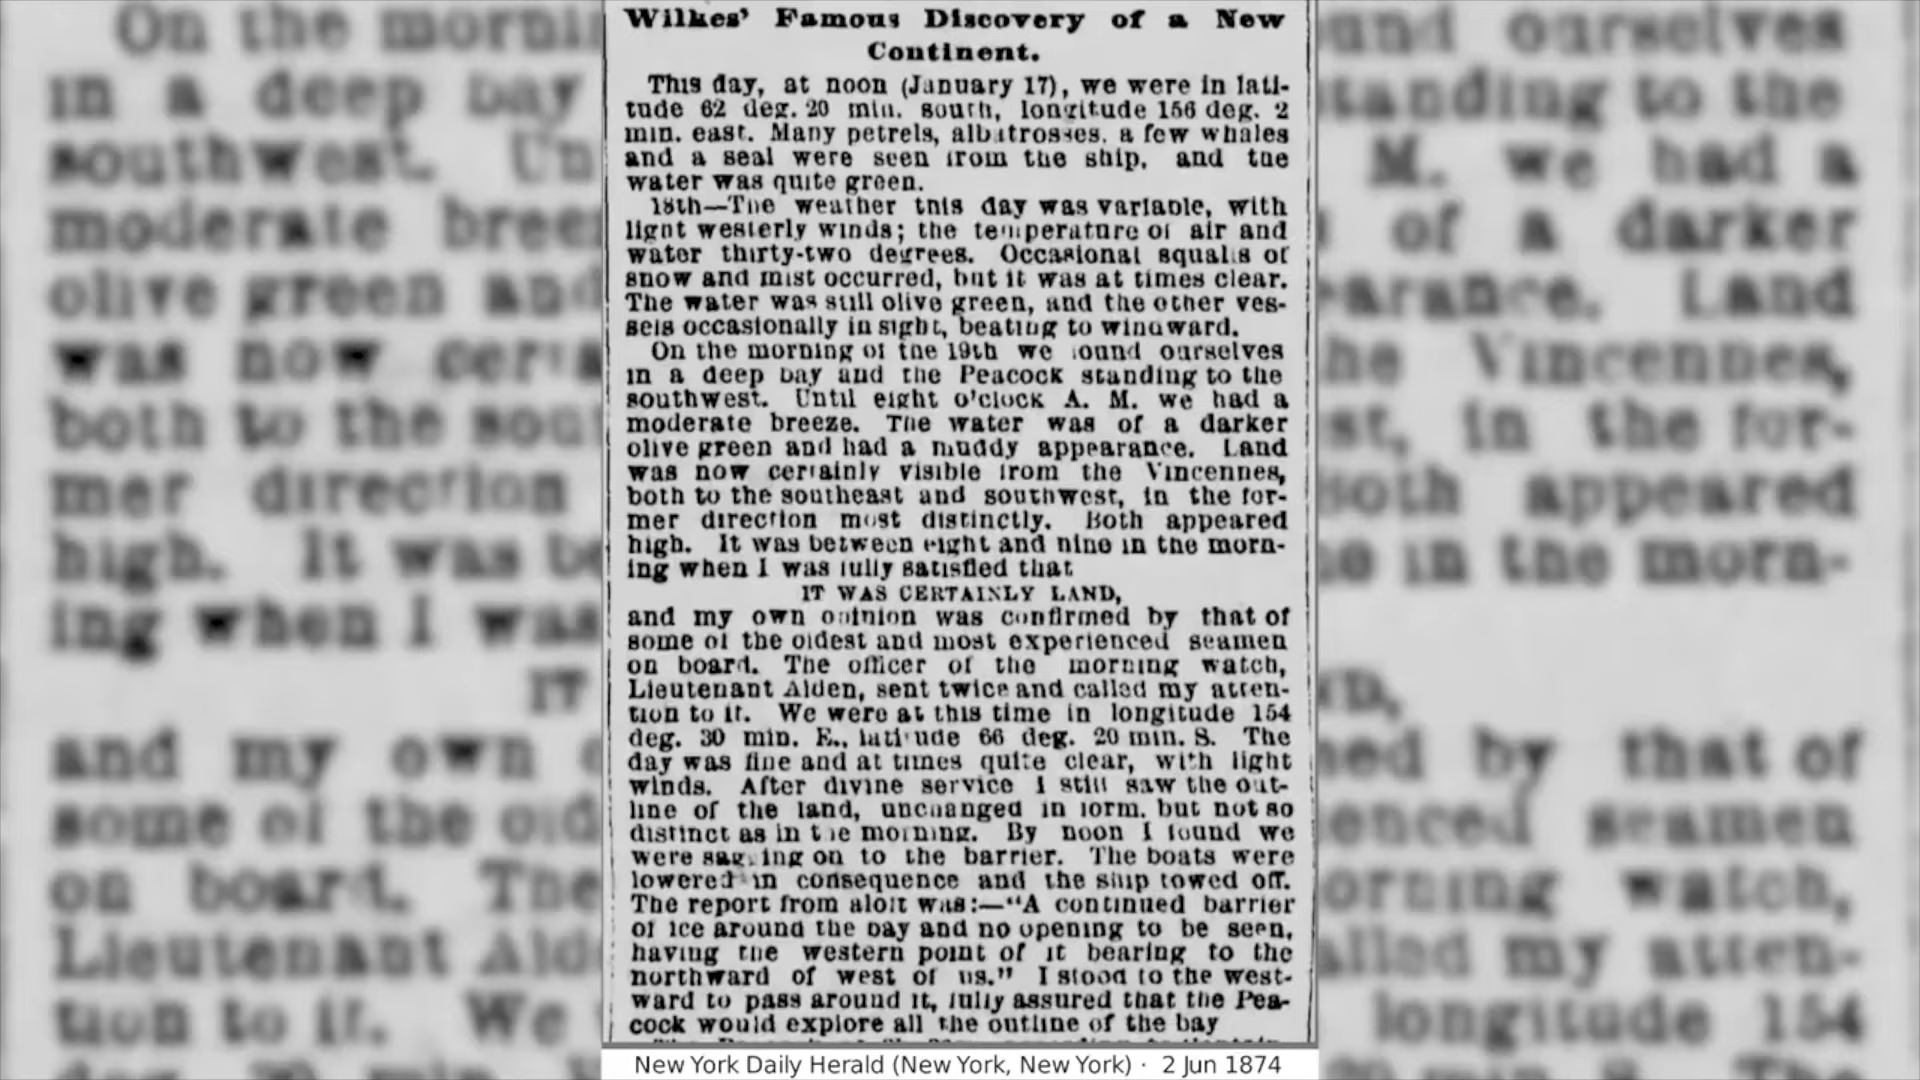 Wilkes' Famous Discovery of a New
Continent.
This day, at noon (January 17), we were in lati-
tude 62 deg. 20 min. south, longitude 156 deg. 2
min. east. Many petrels, albatrosses, a few whales
and a seal were seen from the ship, and the
water was quite green.
18th—The weather this day was variable, with
light westerly winds; the temperature of air and
water thirty-two degrees. Occasional squalls of
snow and mist occurred, but it was at times clear.
The water was still olive green, and the other ves-
sels occasionally in sight, beating to windward.
On the morning of the 19th we found ourselves
in a deep bay and the Peacock standing to the
southwest. Until eight o'clock A. M. we had a
moderate breeze. The water was of a darker
olive green and had a muddy appearance. Land
was now certainly visible from the Vincennes,
both to the southeast and southwest, in the for-
mer direction most distinctly. Both appeared
high. It was between eight and nine in the morn-
ing when I was fully satisfied that
IT WAS CERTAINLY LAND,
and my own opinion was confirmed by that of
some of the oldest and most experienced seamen
on board. The officer of the morning watch,
Lieutenant Alden, sent twice and called my atten-
tion to it. We were at this time in longitude 154
deg. 30 min. E., latitude 66 deg. 20 min. S. The
day was fine and at times quite clear, with light
winds. After divine service I still saw the out-
line of the land, unchanged in form, but not so
distinct as in the morning. By noon I found we
were sagging on to the barrier. The boats were
lowered in consequence and the ship towed off.
The report from aloft was:—"A continued barrier
of ice around the bay and no opening to be seen,
having the western point of it bearing to the
northward of west of us." I stood to the west-
ward to pass around it, fully assured that the Pea-
cock would explore all the outline of the bay
New York Daily Herald (New York, New York) · 2 Jun 1874